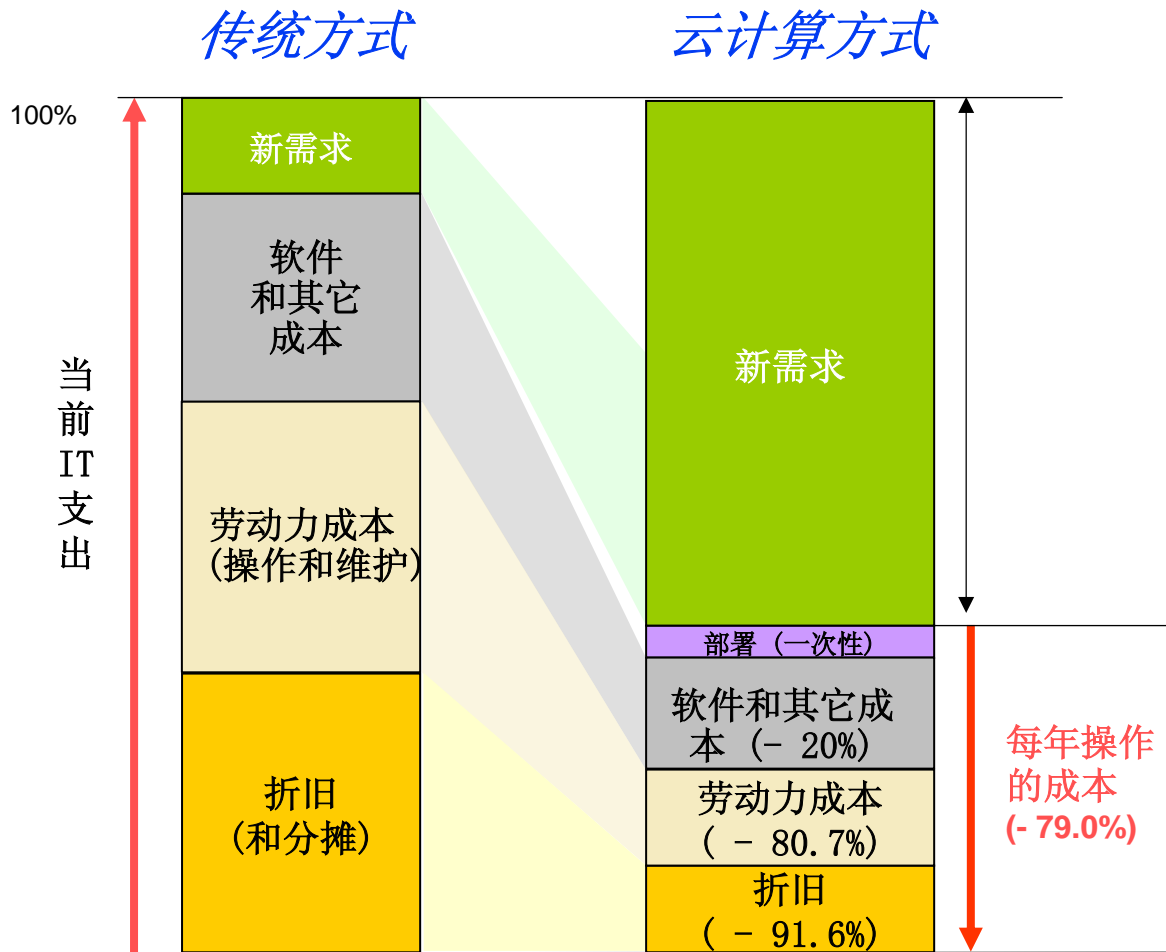 传统方式
云计算方式
100%
新需求
软件
和其它
成本
当
前
IT
支
出
劳动力成本
(操作和维护)
折旧
(和分摊)
新需求
部署 (一次性)
软件和其它成
本 (- 20%)
劳动力成本
( - 80.7%)
折旧
( - 91.6%)
每年操作
的成本
(- 79.0%)